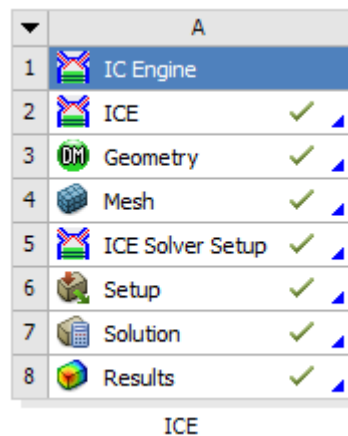 A
1 IC Engine
2 ICE
3 DM Geometry
4 Mesh
5 ICE Solver Setup
6 Setup
7 Solution
8 Results
ICE